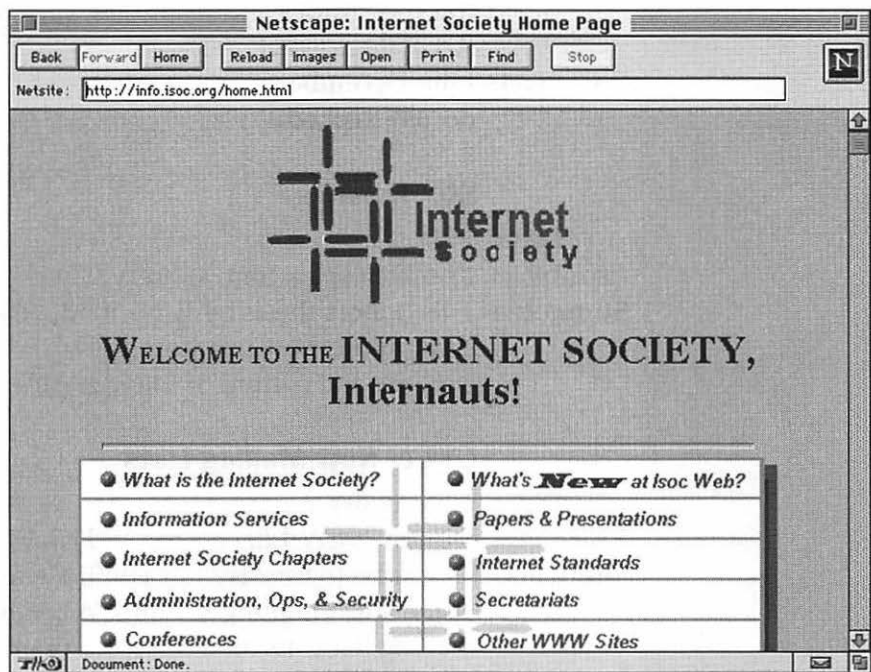 Netscape: Internet Society Home Page
Back Forward Home Reload Images Open Print Find Stop
N
Netsite: http://info.isoc.org/home.html
Internet
Society
WELCOME TO THE INTERNET SOCIETY,
Internauts!
What is the Internet Society? What's New at Isoc Web?
Information Services Papers & Presentations
Internet Society Chapters Internet Standards
Administration, Ops, & Security Secretariats
Conferences Other WWW Sites
Document: Done.